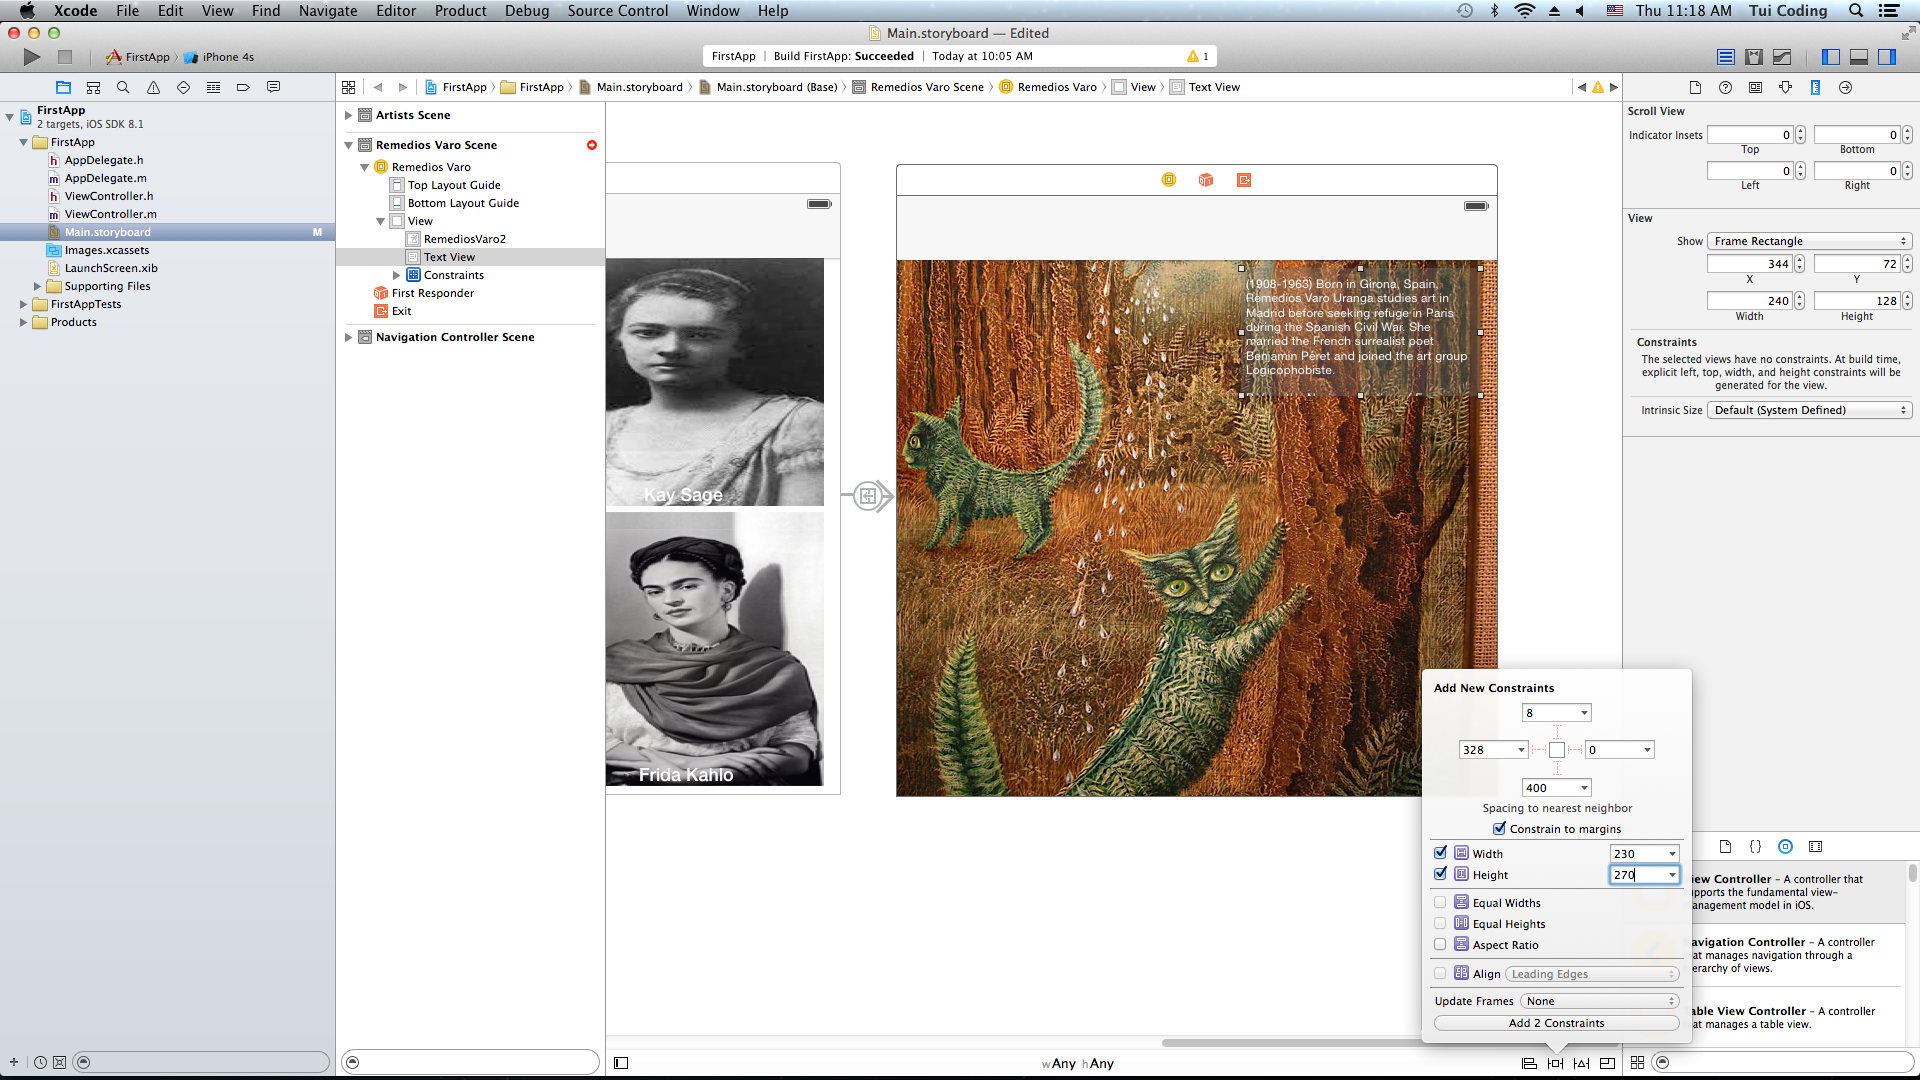 Xcode File Edit View Find Navigate Editor Product Debug Source Control Window Help Thu 11:18 AM Tui Coding
Main.storyboard — Edited
FirstApp iPhone 4s
FirstApp | Build FirstApp: Succeeded | Today at 10:05 AM 1
FirstApp FirstApp Main.storyboard Main.storyboard (Base) Remedios Varo Scene Remedios Varo View Text View
FirstApp
2 targets, iOS SDK 8.1
FirstApp
AppDelegate.h
AppDelegate.m
ViewController.h
ViewController.m
Main.storyboard M
Images.xcassets
LaunchScreen.xib
Supporting Files
FirstAppTests
Products
Artists Scene
Remedios Varo Scene
Remedios Varo
Top Layout Guide
Bottom Layout Guide
View
RemediosVaro2
Text View
Constraints
First Responder
Exit
Navigation Controller Scene
Kay Sage
Frida Kahlo
(1908-1963) Born in Girona, Spain,
Remedios Varo Uranga studies art in
Madrid before seeking refuge in Paris
during the Spanish Civil War. She
married the French surrealist poet
Benjamin Péret and joined the art group
Logicophobiste.
wAny hAny
Scroll View
Indicator Insets 0 0
Top Bottom
0 0
Left Right
View
Show Frame Rectangle
344 72
X Y
240 128
Width Height
Constraints
The selected views have no constraints. At build time,
explicit left, top, width, and height constraints will be
generated for the view.
Intrinsic Size Default (System Defined)
Add New Constraints
8
328 0
400
Spacing to nearest neighbor
Constrain to margins
Width 230
Height 270
Equal Widths
Equal Heights
Aspect Ratio
Align Leading Edges
Update Frames None
Add 2 Constraints
{}
iew Controller – A controller that
pports the fundamental view-
anagement model in iOS.
avigation Controller – A controller
at manages navigation through a
erarchy of views.
able View Controller – A controller
at manages a table view.